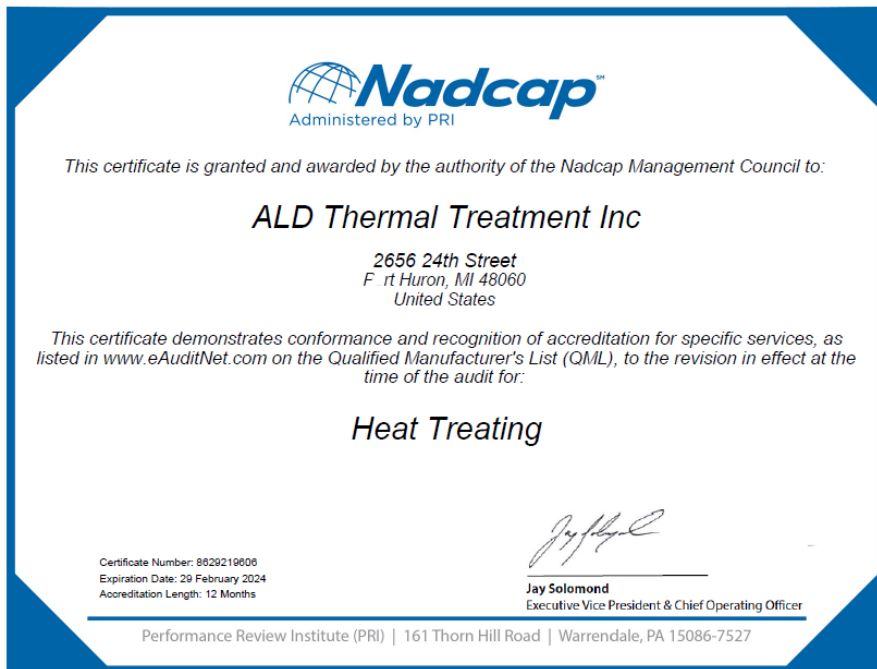 Nadcap℠
Administered by PRI
This certificate is granted and awarded by the authority of the Nadcap Management Council to:
ALD Thermal Treatment Inc
2656 24th Street
F rt Huron, MI 48060
United States
This certificate demonstrates conformance and recognition of accreditation for specific services, as
listed in www.eAuditNet.com on the Qualified Manufacturer's List (QML), to the revision in effect at the
time of the audit for:
Heat Treating
Certificate Number: 8629219606
Expiration Date: 29 February 2024
Accreditation Length: 12 Months
Jay Solomond
Executive Vice President & Chief Operating Officer
Performance Review Institute (PRI) | 161 Thorn Hill Road | Warrendale, PA 15086-7527